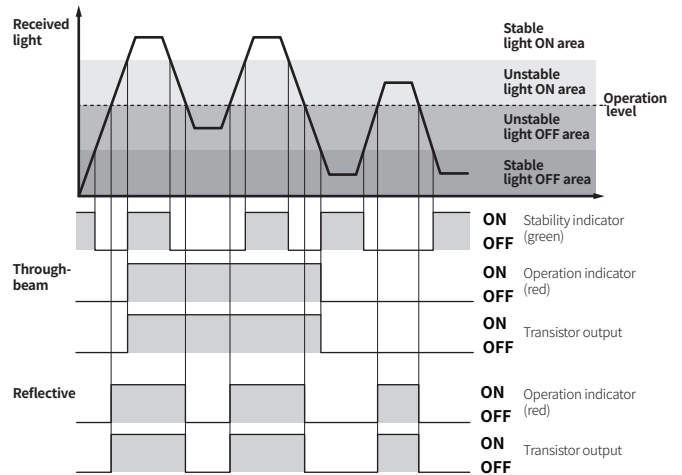 Received
light
Stable
light ON area
Unstable
light ON area
Operation
level
Unstable
light OFF area
Stable
light OFF area
ON
OFF
Stability indicator
(green)
Through-
beam
ON
OFF
Operation indicator
(red)
ON
OFF
Transistor output
Reflective
ON
OFF
Operation indicator
(red)
ON
OFF
Transistor output